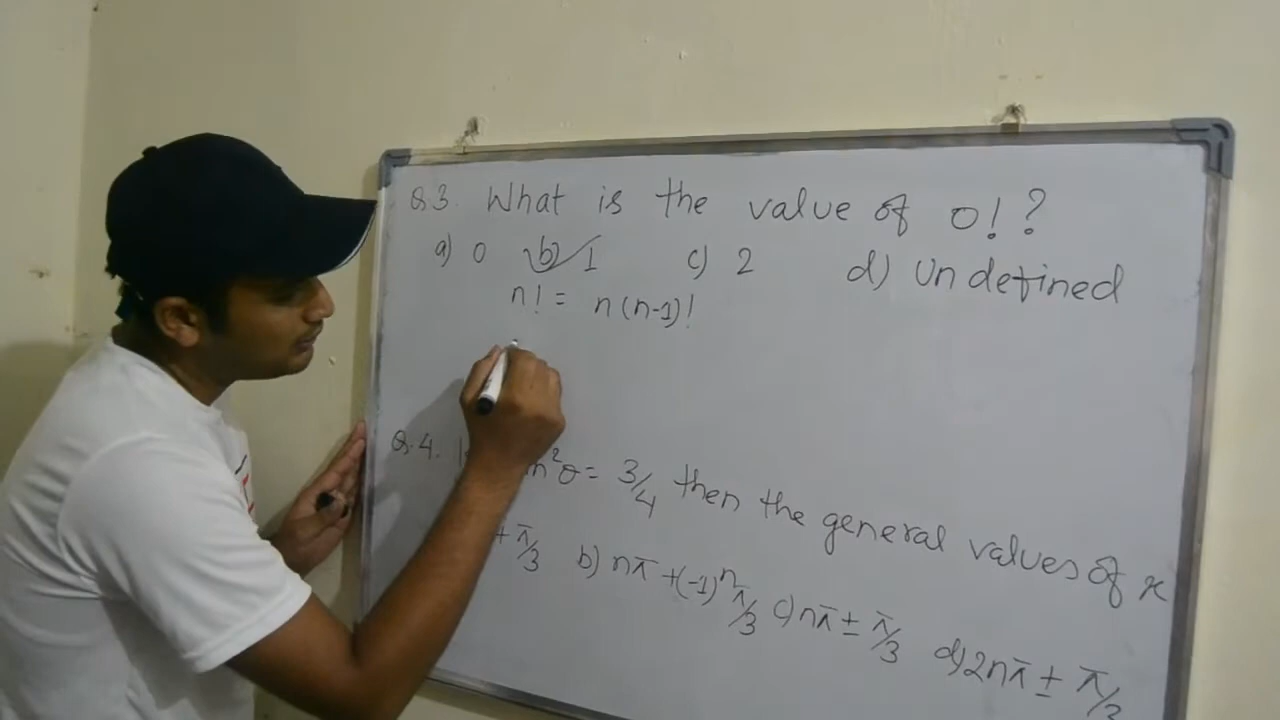 Q.3. What is the value of 0!?
a) 0 b) 1 c) 2 d) Undefined
n! = n(n-1)!
Q.4. n²θ = 3/4 then the general values of x
+ π/3 b) nπ +(-1)ⁿ π/3 c) nπ ± π/3 d) 2nπ ± π/3